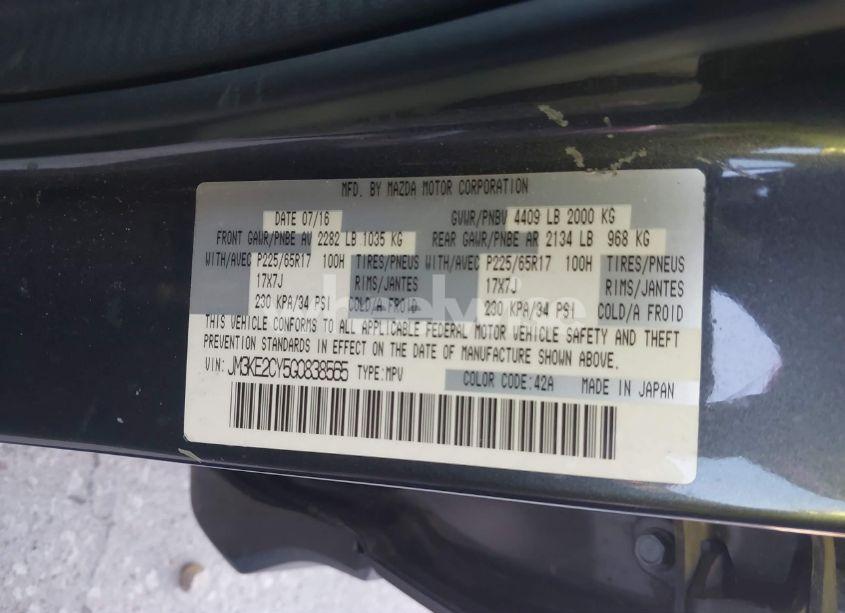 MFD. BY MAZDA MOTOR CORPORATION
DATE 07/16 GVWR/PNBV 4409 LB 2000 KG
FRONT GAWR/PNBE AV 2282 LB 1035 KG REAR GAWR/PNBE AR 2134 LB 968 KG
WITH/AVEC P225/65R17 100H TIRES/PNEUS WITH/AVEC P225/65R17 100H TIRES/PNEUS
17X7J RIMS/JANTES 17X7J RIMS/JANTES
230 KPA/34 PSI COLD/A FROID 230 KPA/34 PSI COLD/A FROID
THIS VEHICLE CONFORMS TO ALL APPLICABLE FEDERAL MOTOR VEHICLE SAFETY AND THEFT
PREVENTION STANDARDS IN EFFECT ON THE DATE OF MANUFACTURE SHOWN ABOVE.
VIN: JM3KE2CY5G0838565 TYPE: MPV COLOR CODE: 42A MADE IN JAPAN